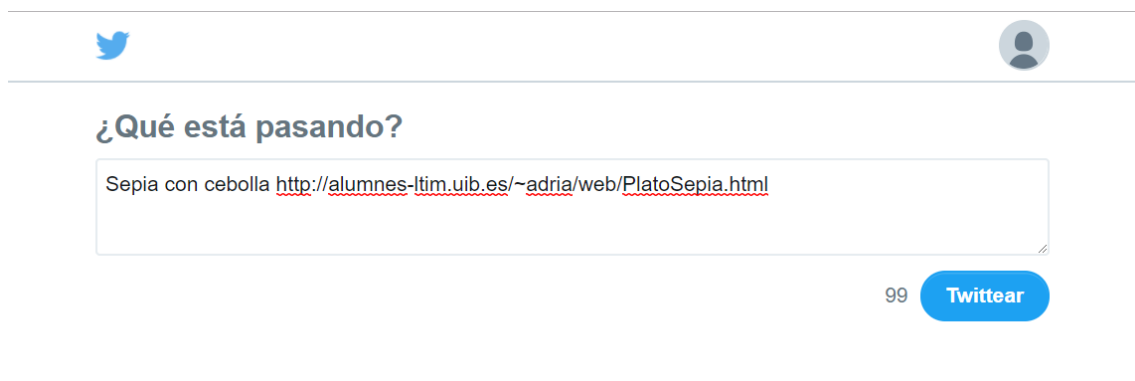 ¿Qué está pasando?
Sepia con cebolla http://alumnes-ltim.uib.es/~adria/web/PlatoSepia.html
99
Twittear